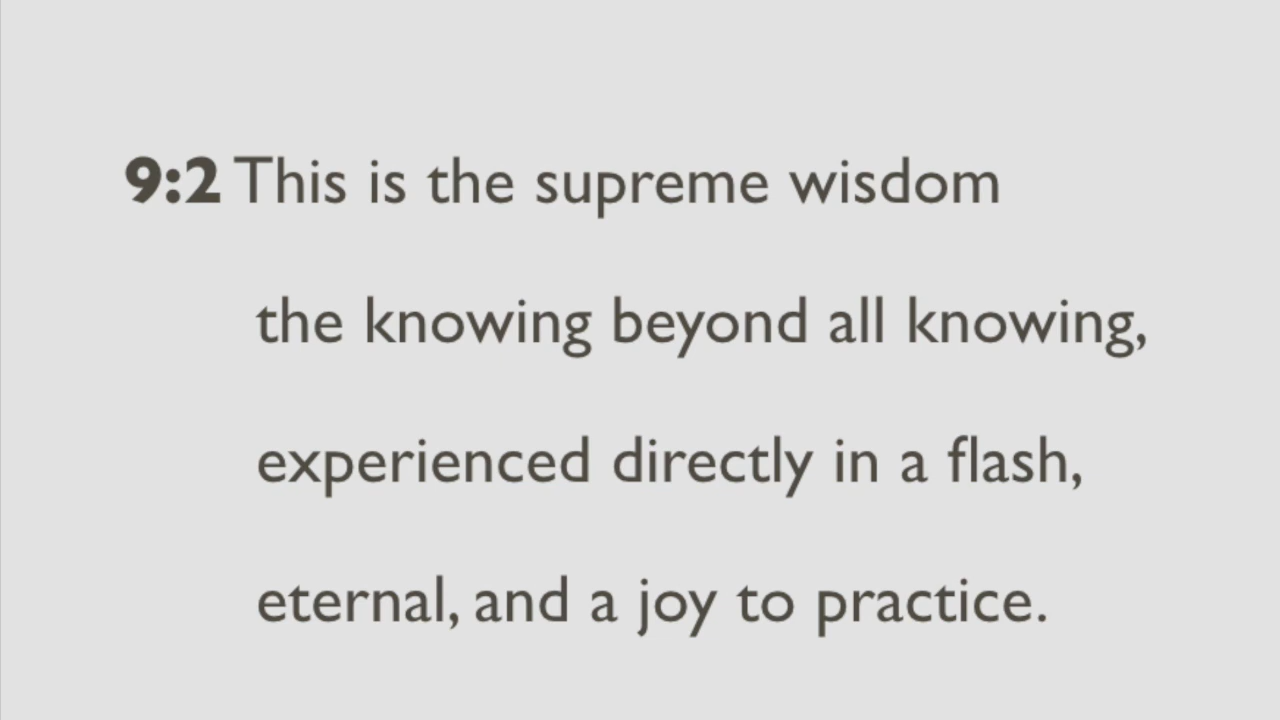 9:2 This is the supreme wisdom
the knowing beyond all knowing,
experienced directly in a flash,
eternal, and a joy to practice.